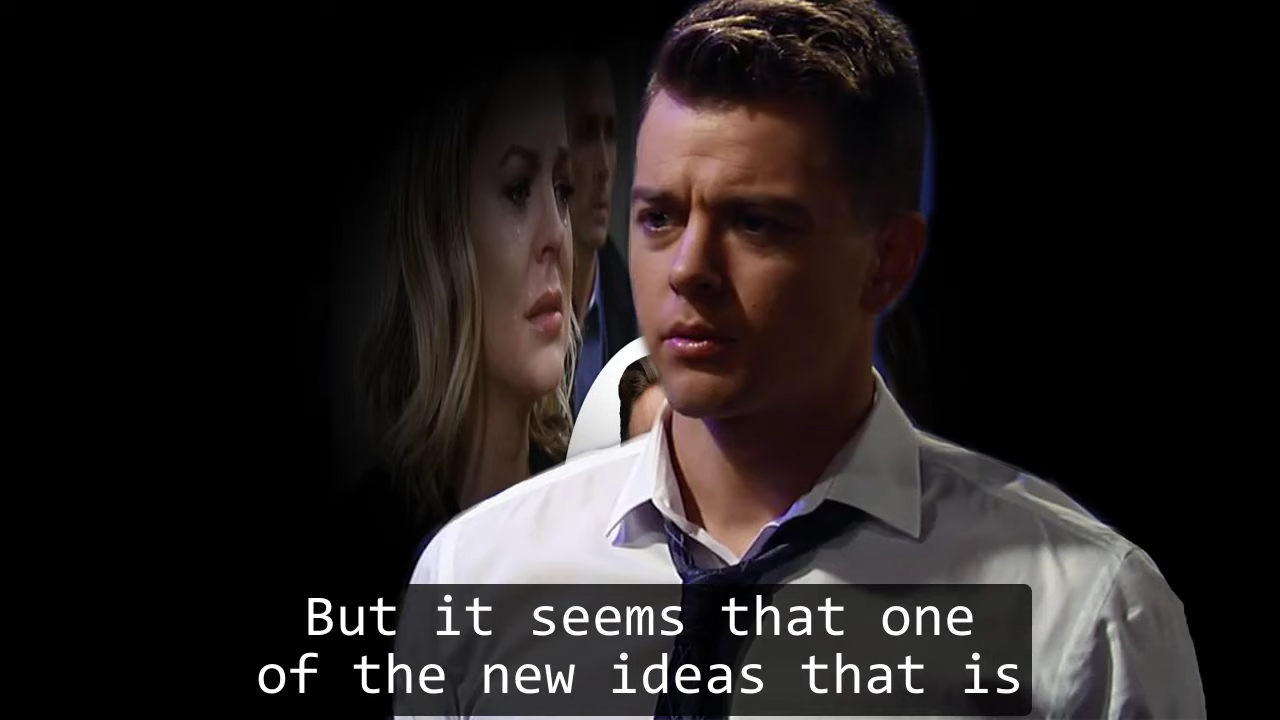 But it seems that one
of the new ideas that is